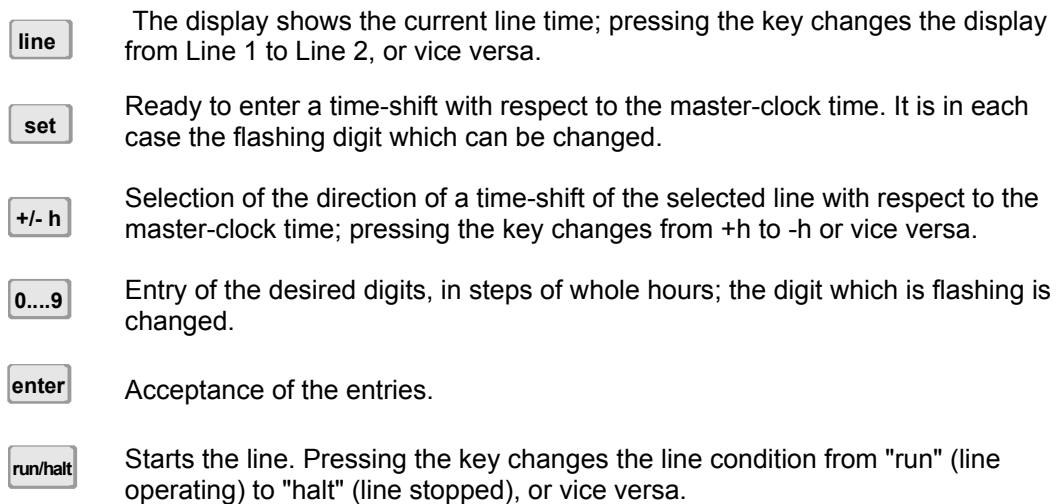 line
The display shows the current line time; pressing the key changes the display
from Line 1 to Line 2, or vice versa.
set
Ready to enter a time-shift with respect to the master-clock time. It is in each
case the flashing digit which can be changed.
+/- h
Selection of the direction of a time-shift of the selected line with respect to the
master-clock time; pressing the key changes from +h to -h or vice versa.
0....9
Entry of the desired digits, in steps of whole hours; the digit which is flashing is
changed.
enter
Acceptance of the entries.
run/halt
Starts the line. Pressing the key changes the line condition from "run" (line
operating) to "halt" (line stopped), or vice versa.